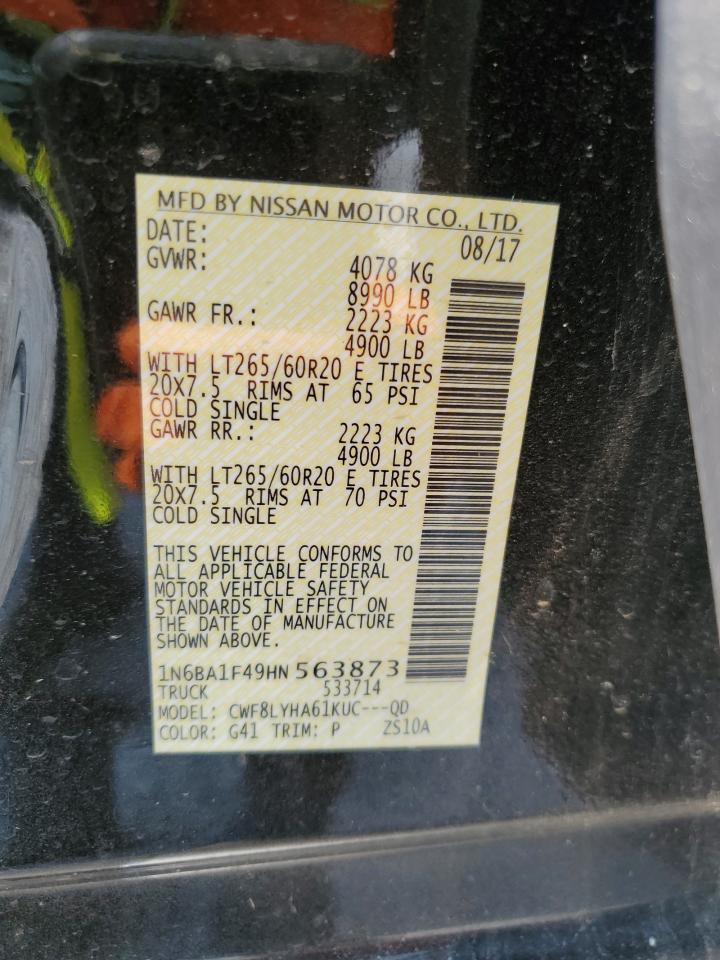 MFD BY NISSAN MOTOR CO., LTD.
DATE: 08/17
GVWR: 4078 KG
8990 LB
GAWR FR.: 2223 KG
4900 LB
WITH LT265/60R20 E TIRES
20X7.5 RIMS AT 65 PSI
COLD SINGLE
GAWR RR.: 2223 KG
4900 LB
WITH LT265/60R20 E TIRES
20X7.5 RIMS AT 70 PSI
COLD SINGLE
THIS VEHICLE CONFORMS TO
ALL APPLICABLE FEDERAL
MOTOR VEHICLE SAFETY
STANDARDS IN EFFECT ON
THE DATE OF MANUFACTURE
SHOWN ABOVE.
1N6BA1F49HN563873
TRUCK 533714
MODEL: CWF8LYHA61KUC---QD
COLOR: G41 TRIM: P ZS10A